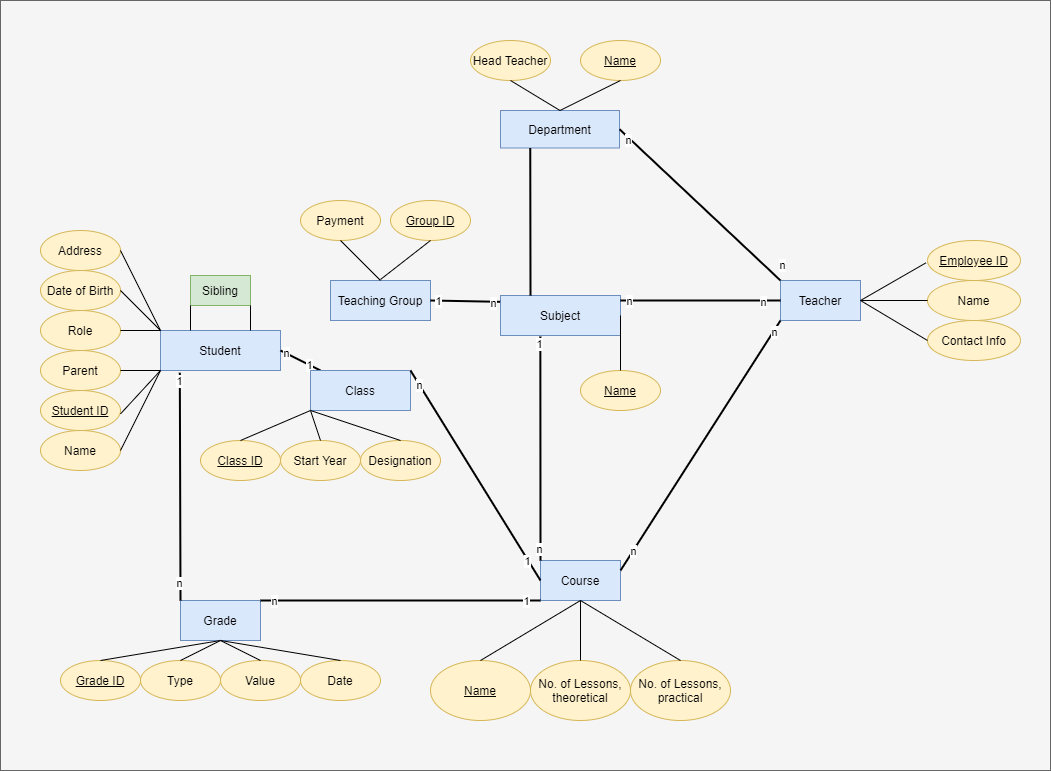 Head Teacher
Name
Department
n
Payment
Group ID
Address
Date of Birth
Sibling
Role
Parent
Student ID
Name
Student
n
1
1
Teaching Group
1
n
Subject
n
n
n
Teacher
n
Employee ID
Name
Contact Info
1
Name
Class
n
Class ID
Start Year
Designation
n
1
n
n
Course
n
n
1
Grade
Grade ID
Type
Value
Date
Name
No. of Lessons,
theoretical
No. of Lessons,
practical